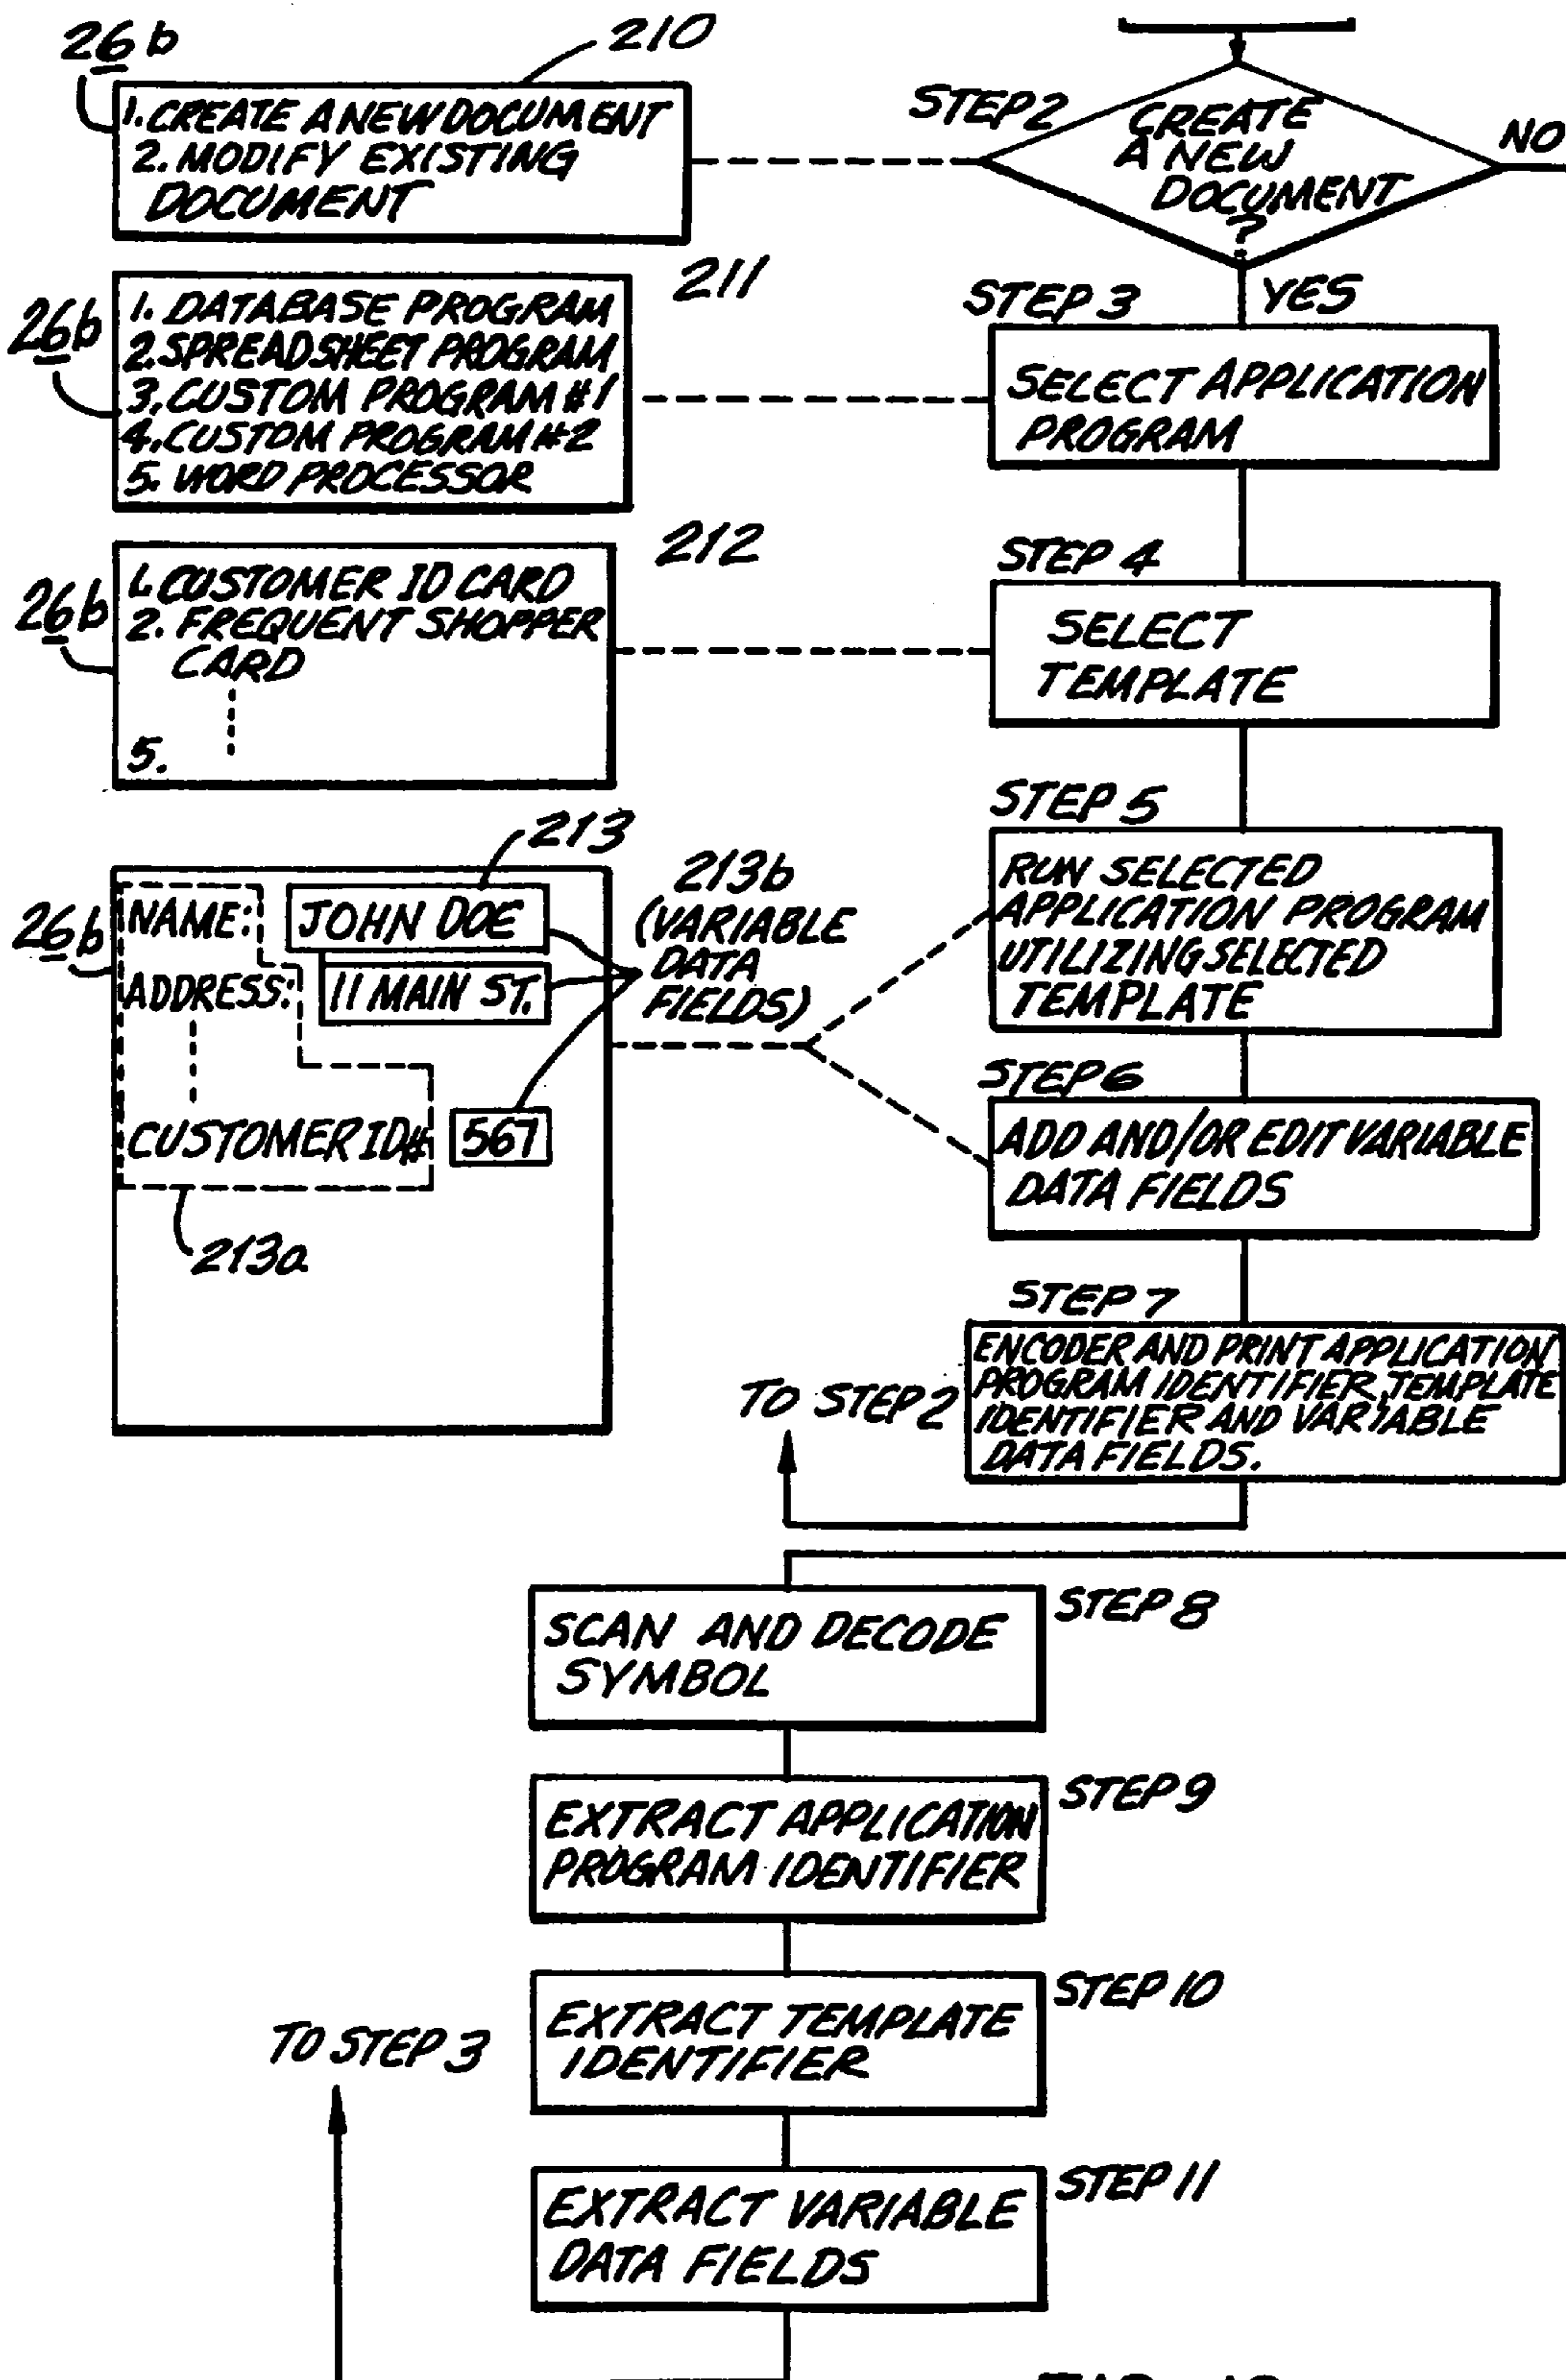 26b
210
1. CREATE A NEW DOCUMENT
2. MODIFY EXISTING
DOCUMENT
STEP 2
CREATE
A NEW
DOCUMENT
?
NO
YES
211
26b
1. DATABASE PROGRAM
2. SPREADSHEET PROGRAM
3. CUSTOM PROGRAM #1
4. CUSTOM PROGRAM #2
5. WORD PROCESSOR
STEP 3
SELECT APPLICATION
PROGRAM
212
26b
1. CUSTOMER ID CARD
2. FREQUENT SHOPPER
CARD
5.
STEP 4
SELECT
TEMPLATE
213
26b
NAME: JOHN DOE
ADDRESS: 11 MAIN ST.
CUSTOMER ID# 567
213a
213b
(VARIABLE
DATA
FIELDS)
STEP 5
RUN SELECTED
APPLICATION PROGRAM
UTILIZING SELECTED
TEMPLATE
STEP 6
ADD AND/OR EDIT VARIABLE
DATA FIELDS
STEP 7
ENCODER AND PRINT APPLICATION
PROGRAM IDENTIFIER, TEMPLATE
IDENTIFIER AND VARIABLE
DATA FIELDS.
TO STEP 2
STEP 8
SCAN AND DECODE
SYMBOL
STEP 9
EXTRACT APPLICATION
PROGRAM IDENTIFIER
STEP 10
EXTRACT TEMPLATE
IDENTIFIER
TO STEP 3
STEP 11
EXTRACT VARIABLE
DATA FIELDS